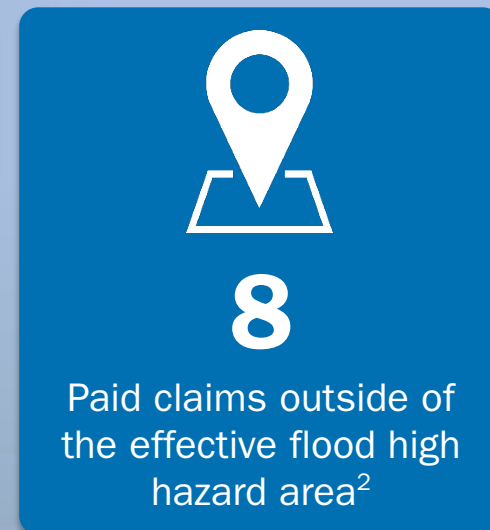 8
Paid claims outside of
the effective flood high
hazard area²